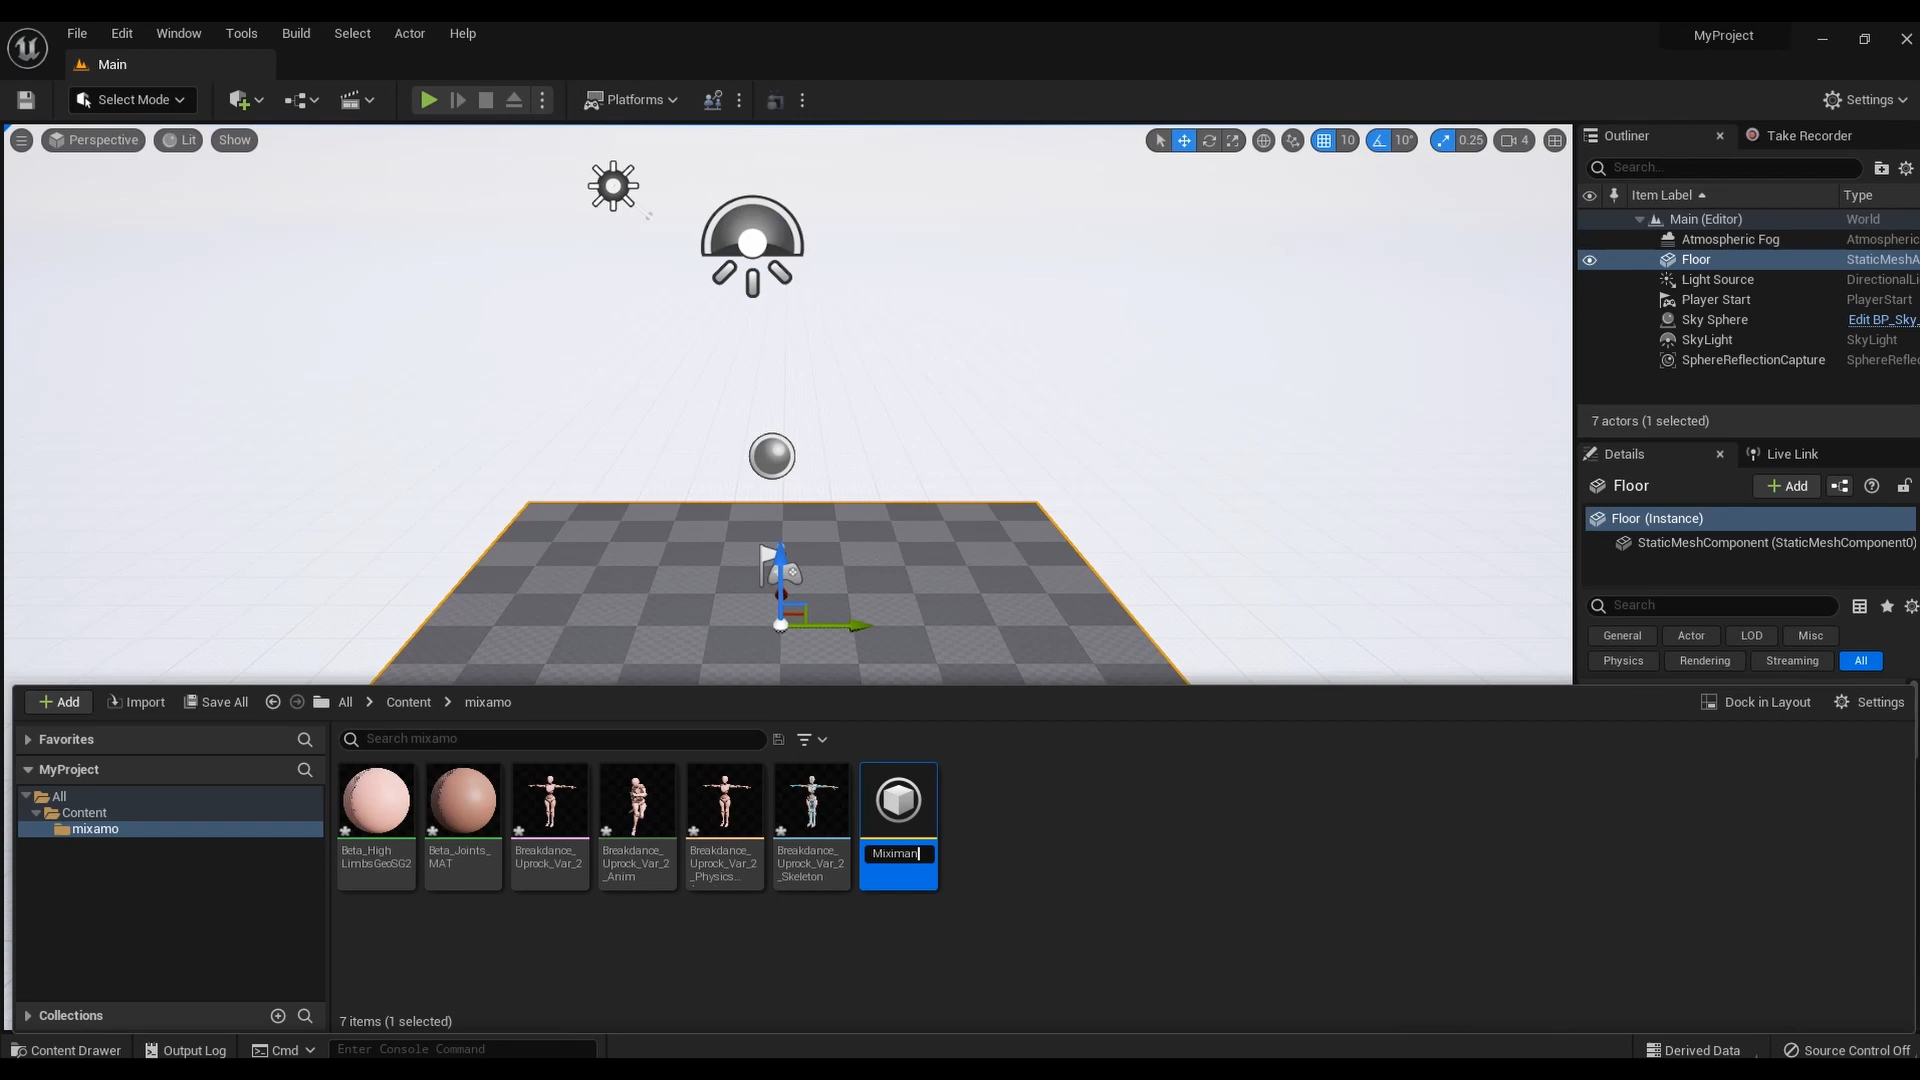 File Edit Window Tools Build Select Actor Help
MyProject
Main
Select Mode
Platforms
Settings
Perspective
Lit
Show
10
10°
0.25
4
Outliner
Take Recorder
Search...
Item Label
Type
Main (Editor) World
Atmospheric Fog Atmospheric
Floor StaticMeshA
Light Source DirectionalLi
Player Start PlayerStart
Sky Sphere Edit BP_Sky_
SkyLight SkyLight
SphereReflectionCapture SphereReflec
7 actors (1 selected)
Details
Live Link
Floor
Add
Floor (Instance)
StaticMeshComponent (StaticMeshComponent0)
Search
General Actor LOD Misc
Physics Rendering Streaming All
Add Import Save All All Content mixamo
Dock in Layout Settings
Favorites
Search mixamo
MyProject
All
Content
mixamo
Beta_High
LimbsGeoSG2
Beta_Joints_
MAT
Breakdance_
Uprock_Var_2
Breakdance_
Uprock_Var_2
_Anim
Breakdance_
Uprock_Var_2
_Physics...
Breakdance_
Uprock_Var_2
_Skeleton
Miximan
Collections
7 items (1 selected)
Content Drawer Output Log Cmd Enter Console Command
Derived Data Source Control Off